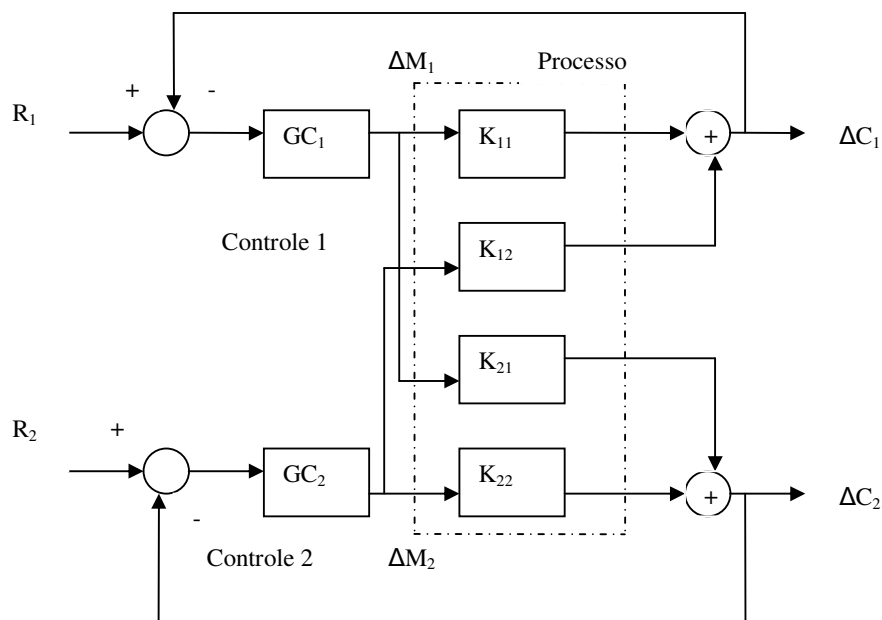 ΔM₁ Processo
+ -
R₁ GC₁ K₁₁ + ΔC₁
Controle 1 K₁₂
K₂₁
R₂ +
GC₂ K₂₂ + ΔC₂
-
Controle 2 ΔM₂